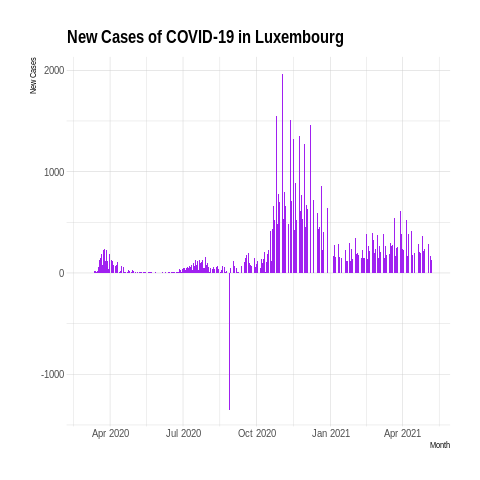 New Cases of COVID-19 in Luxembourg
New Cases
2000
1000
0
-1000
Apr 2020 Jul 2020 Oct 2020 Jan 2021 Apr 2021
Month